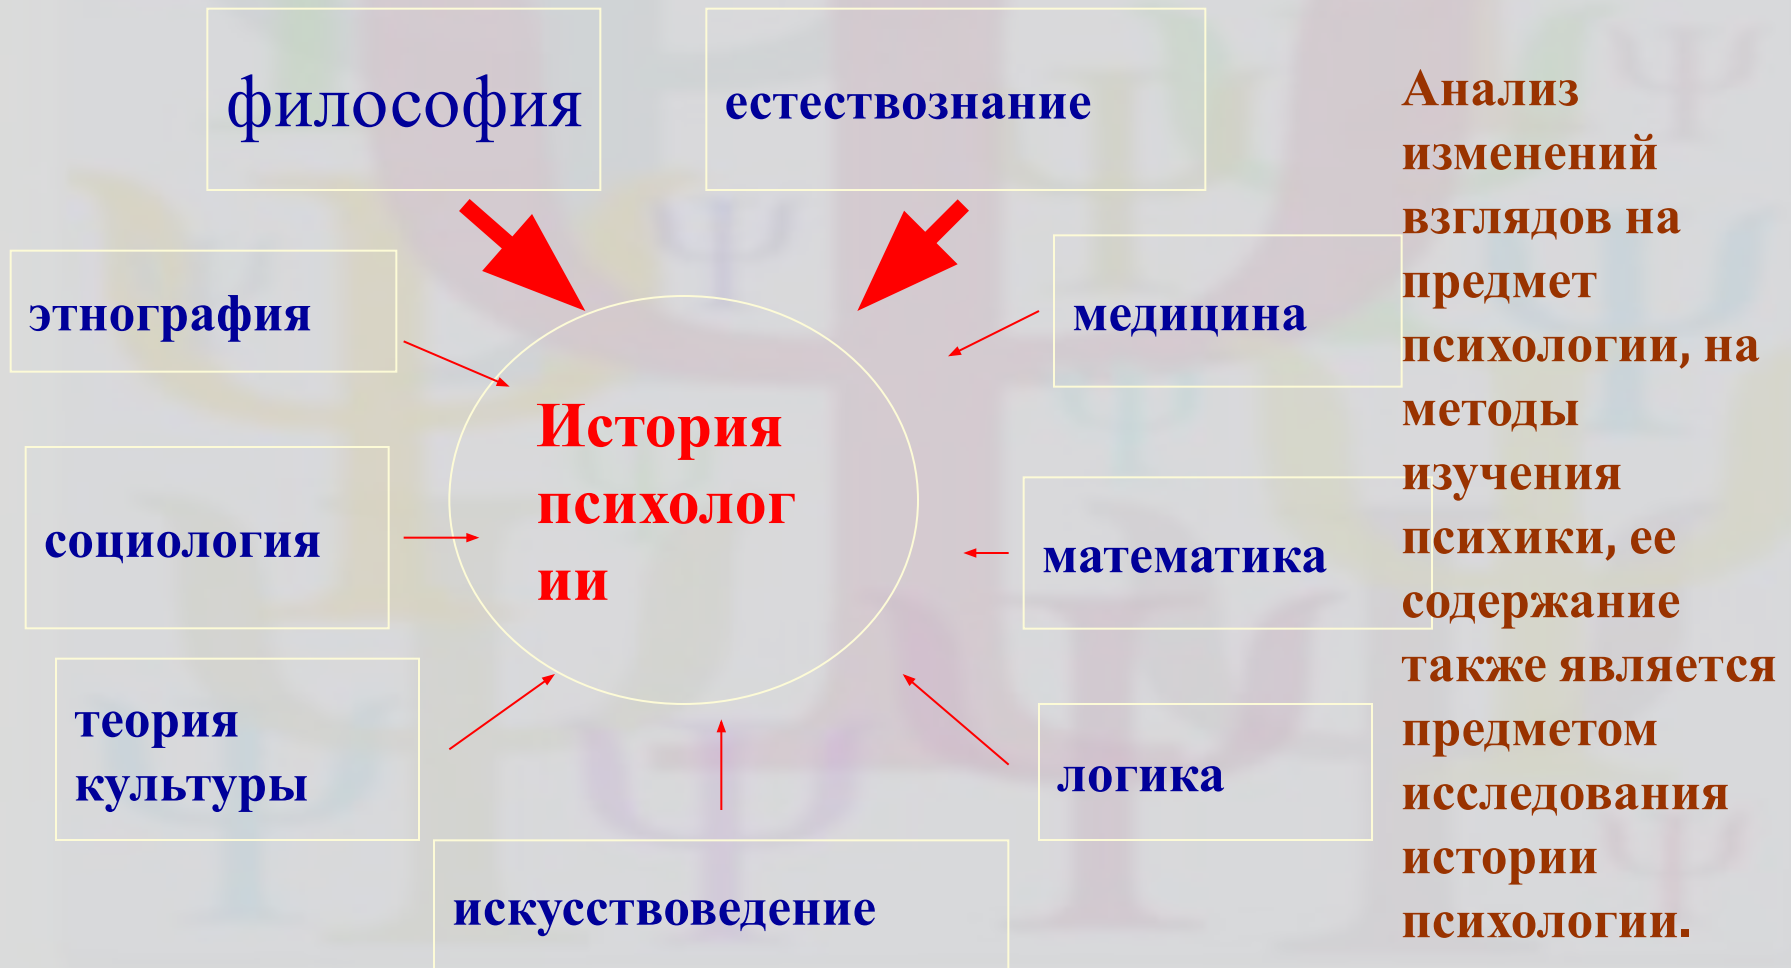 философия
естествознание
этнография
медицина
История
психолог
ии
социология
математика
теория
культуры
логика
искусствоведение
Анализ
изменений
взглядов на
предмет
психологии, на
методы
изучения
психики, ее
содержание
также является
предметом
исследования
истории
психологии.